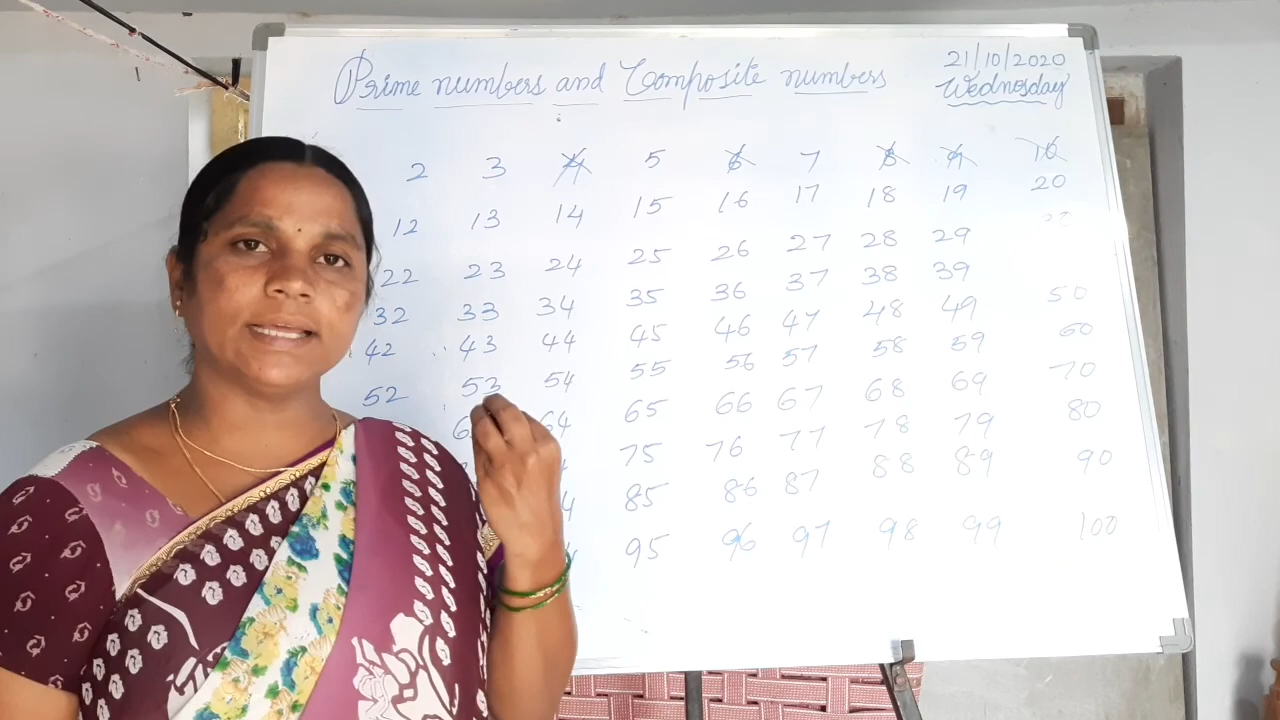 Prime numbers and Composite numbers
21/10/2020
Wednesday
2 3 4 5 6 7 8 9 10
12 13 14 15 16 17 18 19 20
22 23 24 25 26 27 28 29
32 33 34 35 36 37 38 39
42 43 44 45 46 47 48 49 50
52 53 54 55 56 57 58 59 60
64 65 66 67 68 69 70
75 76 77 78 79 80
85 86 87 88 89 90
95 96 97 98 99 100